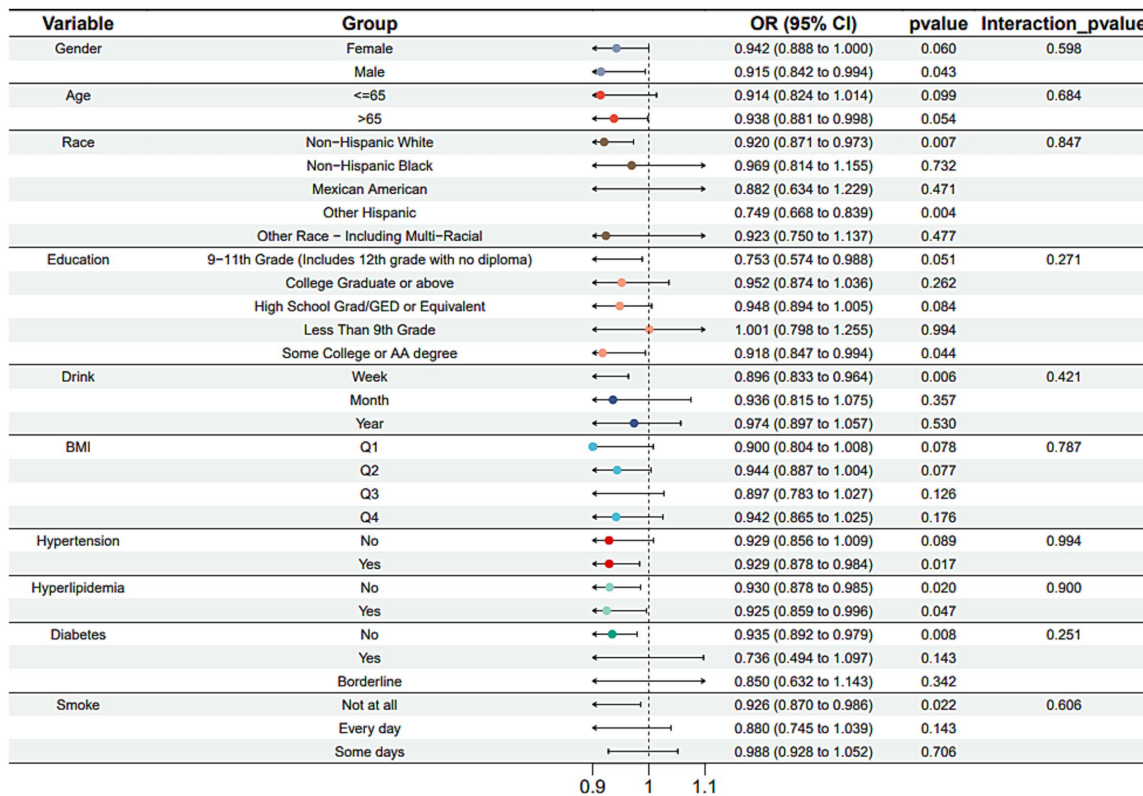 Variable Group OR (95% CI) pvalue Interaction_pvalue
Gender Female 0.942 (0.888 to 1.000) 0.060 0.598
Male 0.915 (0.842 to 0.994) 0.043
Age <=65 0.914 (0.824 to 1.014) 0.099 0.684
>65 0.938 (0.881 to 0.998) 0.054
Race Non−Hispanic White 0.920 (0.871 to 0.973) 0.007 0.847
Non−Hispanic Black 0.969 (0.814 to 1.155) 0.732
Mexican American 0.882 (0.634 to 1.229) 0.471
Other Hispanic 0.749 (0.668 to 0.839) 0.004
Other Race − Including Multi−Racial 0.923 (0.750 to 1.137) 0.477
Education 9−11th Grade (Includes 12th grade with no diploma) 0.753 (0.574 to 0.988) 0.051 0.271
College Graduate or above 0.952 (0.874 to 1.036) 0.262
High School Grad/GED or Equivalent 0.948 (0.894 to 1.005) 0.084
Less Than 9th Grade 1.001 (0.798 to 1.255) 0.994
Some College or AA degree 0.918 (0.847 to 0.994) 0.044
Drink Week 0.896 (0.833 to 0.964) 0.006 0.421
Month 0.936 (0.815 to 1.075) 0.357
Year 0.974 (0.897 to 1.057) 0.530
BMI Q1 0.900 (0.804 to 1.008) 0.078 0.787
Q2 0.944 (0.887 to 1.004) 0.077
Q3 0.897 (0.783 to 1.027) 0.126
Q4 0.942 (0.865 to 1.025) 0.176
Hypertension No 0.929 (0.856 to 1.009) 0.089 0.994
Yes 0.929 (0.878 to 0.984) 0.017
Hyperlipidemia No 0.930 (0.878 to 0.985) 0.020 0.900
Yes 0.925 (0.859 to 0.996) 0.047
Diabetes No 0.935 (0.892 to 0.979) 0.008 0.251
Yes 0.736 (0.494 to 1.097) 0.143
Borderline 0.850 (0.632 to 1.143) 0.342
Smoke Not at all 0.926 (0.870 to 0.986) 0.022 0.606
Every day 0.880 (0.745 to 1.039) 0.143
Some days 0.988 (0.928 to 1.052) 0.706
0.9 1 1.1